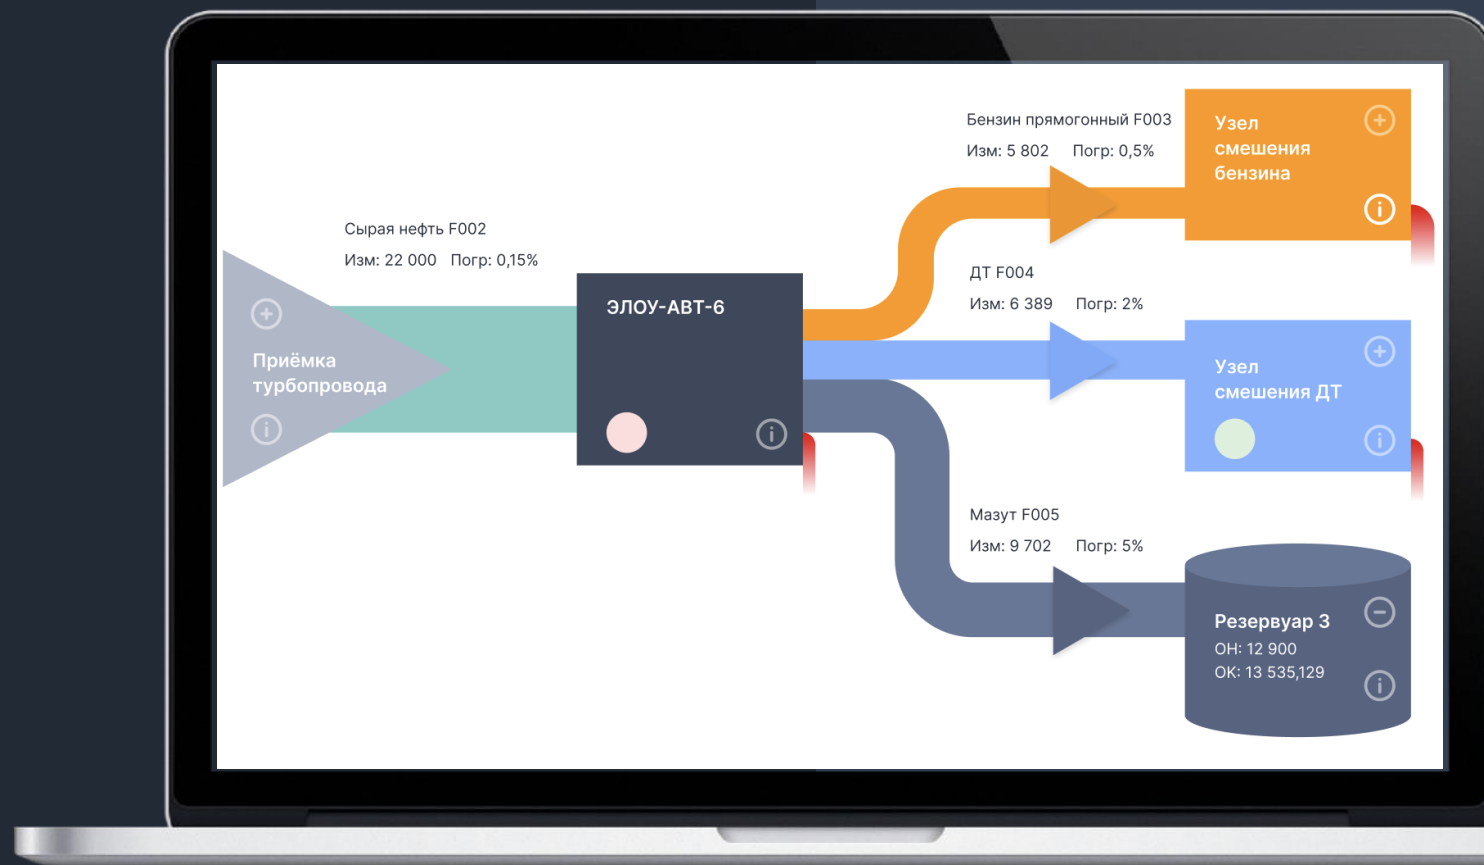 Бензин прямогонный F003
Изм: 5 802 Погр: 0,5%
Узел
смешения
бензина
Сырая нефть F002
Изм: 22 000 Погр: 0,15%
Приёмка
турбопровода
ЭЛОУ-АВТ-6
ДТ F004
Изм: 6 389 Погр: 2%
Узел
смешения ДТ
Мазут F005
Изм: 9 702 Погр: 5%
Резервуар 3
ОН: 12 900
ОК: 13 535,129